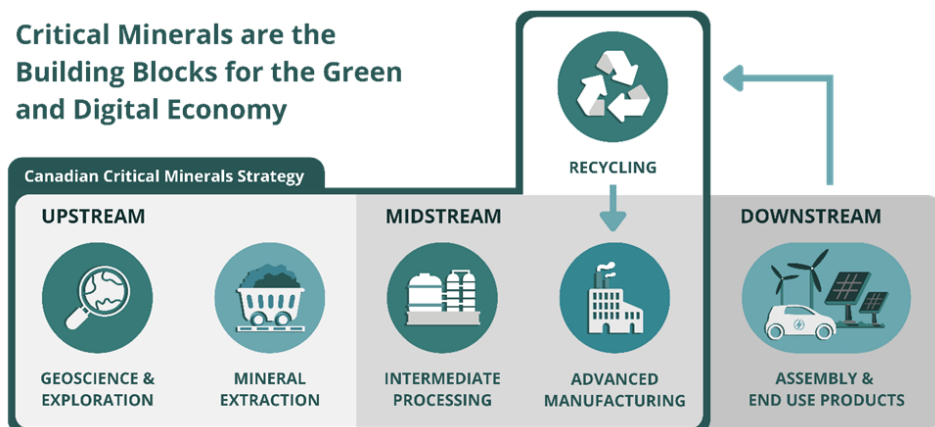 Critical Minerals are the
Building Blocks for the Green
and Digital Economy
RECYCLING
Canadian Critical Minerals Strategy
UPSTREAM
MIDSTREAM
DOWNSTREAM
GEOSCIENCE &
EXPLORATION
MINERAL
EXTRACTION
INTERMEDIATE
PROCESSING
ADVANCED
MANUFACTURING
ASSEMBLY &
END USE PRODUCTS